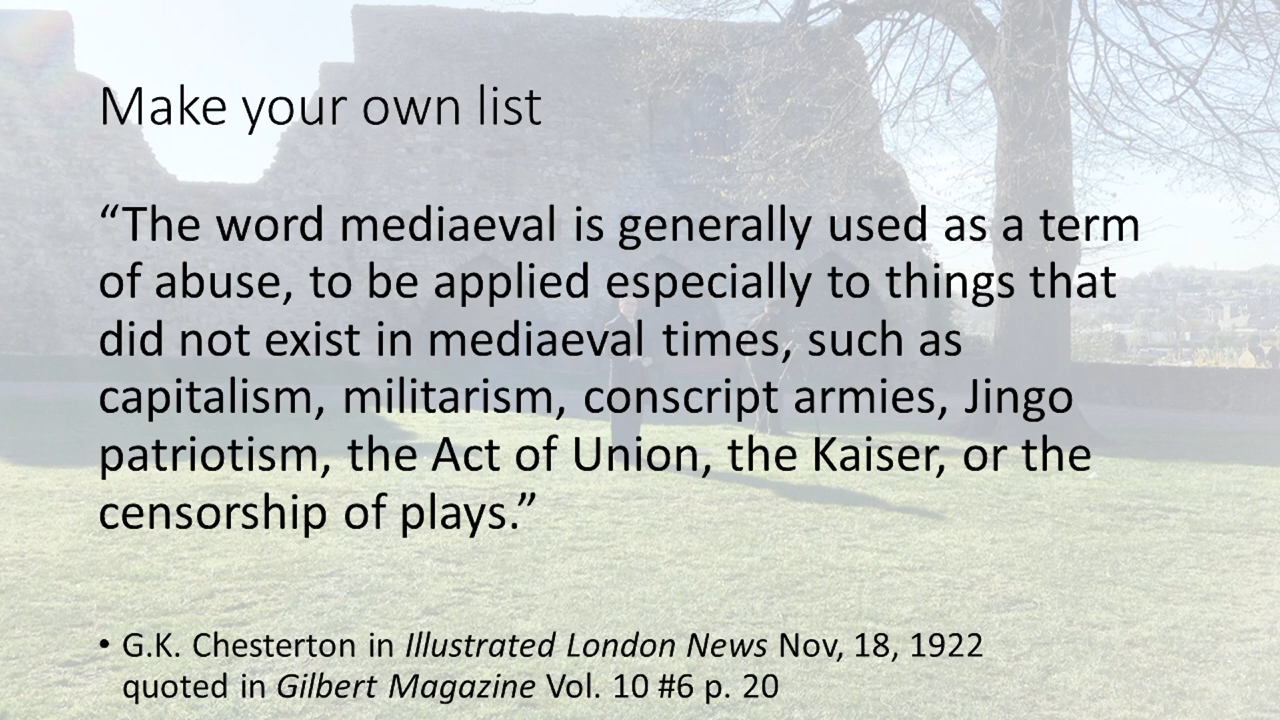 Make your own list
“The word mediaeval is generally used as a term
of abuse, to be applied especially to things that
did not exist in mediaeval times, such as
capitalism, militarism, conscript armies, Jingo
patriotism, the Act of Union, the Kaiser, or the
censorship of plays.”
• G.K. Chesterton in Illustrated London News Nov, 18, 1922
quoted in Gilbert Magazine Vol. 10 #6 p. 20